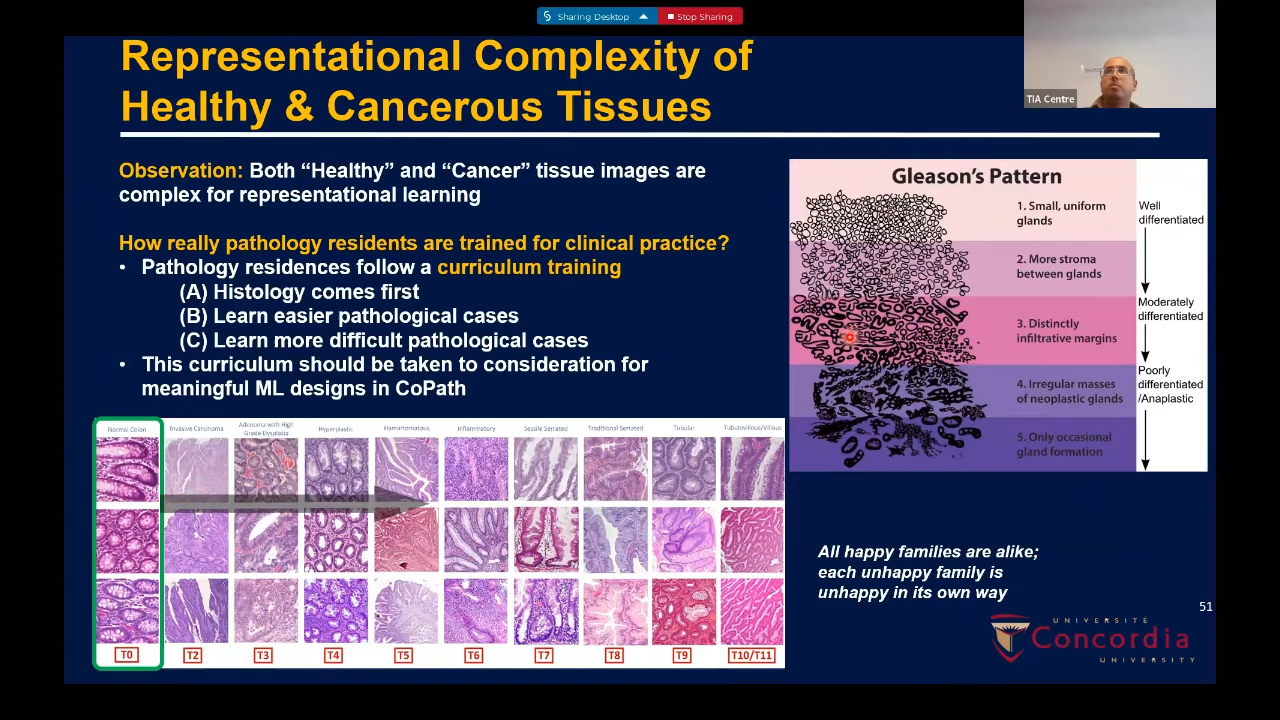 Sharing Desktop
Stop Sharing
Representational Complexity of
Healthy & Cancerous Tissues
TIA Centre
Observation: Both “Healthy” and “Cancer” tissue images are
complex for representational learning
How really pathology residents are trained for clinical practice?
• Pathology residences follow a curriculum training
(A) Histology comes first
(B) Learn easier pathological cases
(C) Learn more difficult pathological cases
• This curriculum should be taken to consideration for
meaningful ML designs in CoPath
Normal Colon
Invasive Carcinoma
Adenoma with High
Grade Dysplasia
Hyperplastic
Hamartomatous
Inflammatory
Sessile Serrated
Traditional Serrated
Tubular
Tubulovillous/Villous
T0
T2
T3
T4
T5
T6
T7
T8
T9
T10/T11
Gleason's Pattern
1. Small, uniform
glands
2. More stroma
between glands
3. Distinctly
infiltrative margins
4. Irregular masses
of neoplastic glands
5. Only occasional
gland formation
Well
differentiated
Moderately
differentiated
Poorly
differentiated
/Anaplastic
All happy families are alike;
each unhappy family is
unhappy in its own way
51
UNIVERSITÉ
Concordia
UNIVERSITY